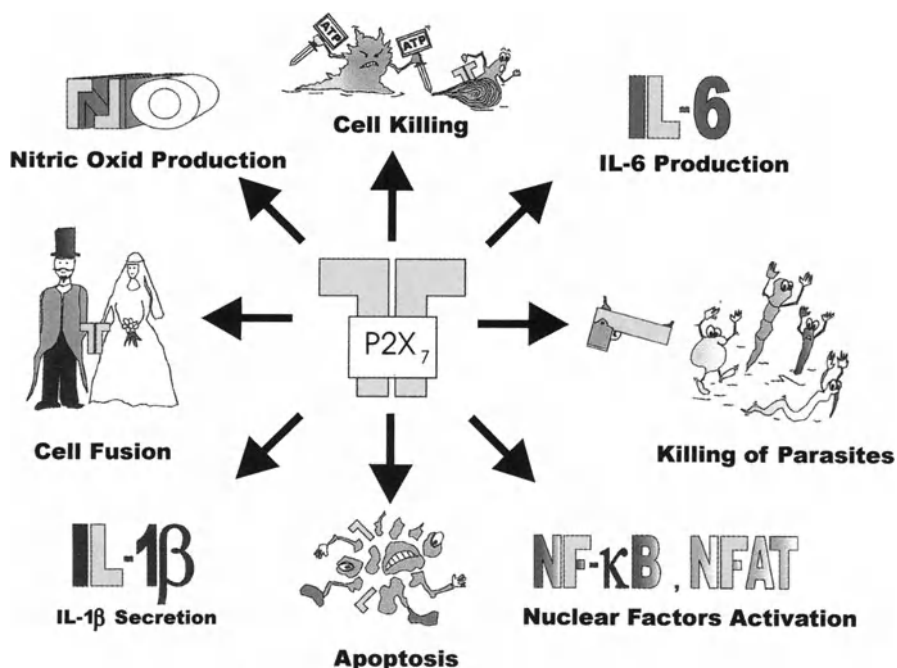 ATP
ATP
NO
Cell Killing
IL-6
Nitric Oxid Production
IL-6 Production
P2X7
Cell Fusion
Killing of Parasites
IL-1β
IL-1β Secretion
NF-κB , NFAT
Nuclear Factors Activation
Apoptosis